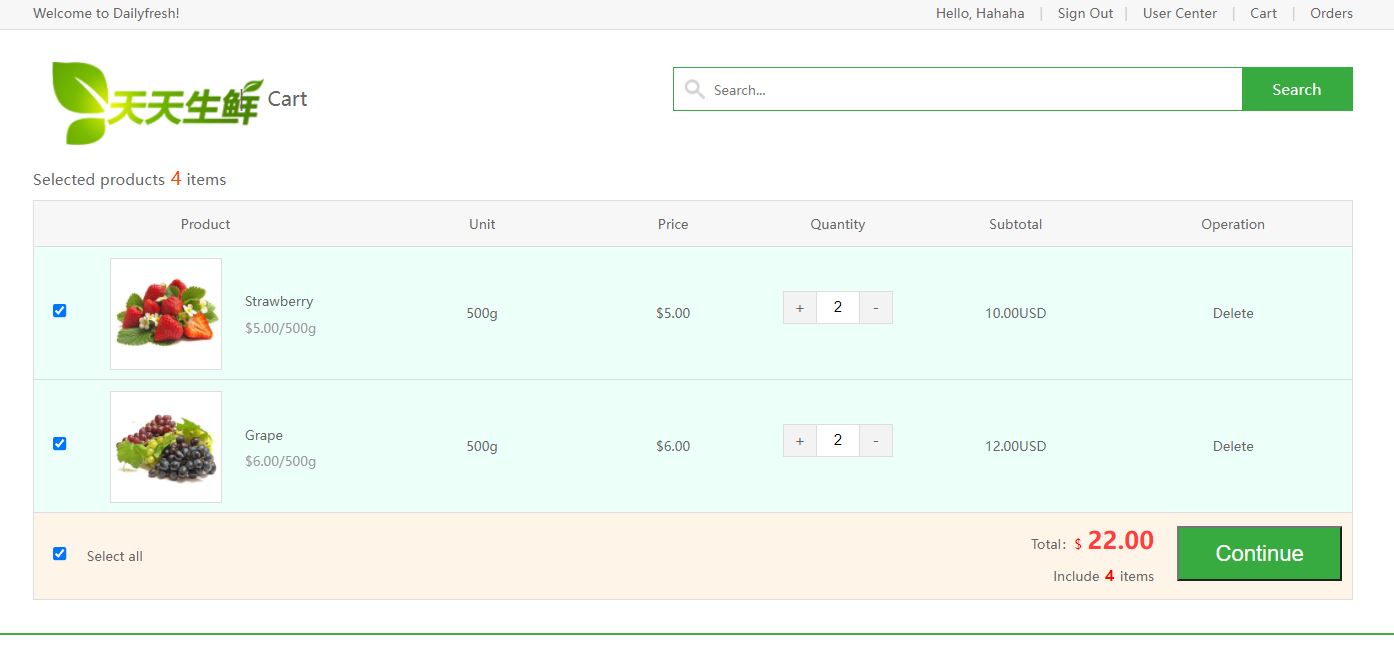 Welcome to Dailyfresh!
Hello, Hahaha | Sign Out | User Center | Cart | Orders
天天生鲜 Cart
Search...
Search
Selected products 4 items
Product Unit Price Quantity Subtotal Operation
Strawberry
$5.00/500g
500g $5.00 + 2 - 10.00USD Delete
Grape
$6.00/500g
500g $6.00 + 2 - 12.00USD Delete
Select all
Total: $ 22.00
Include 4 items
Continue